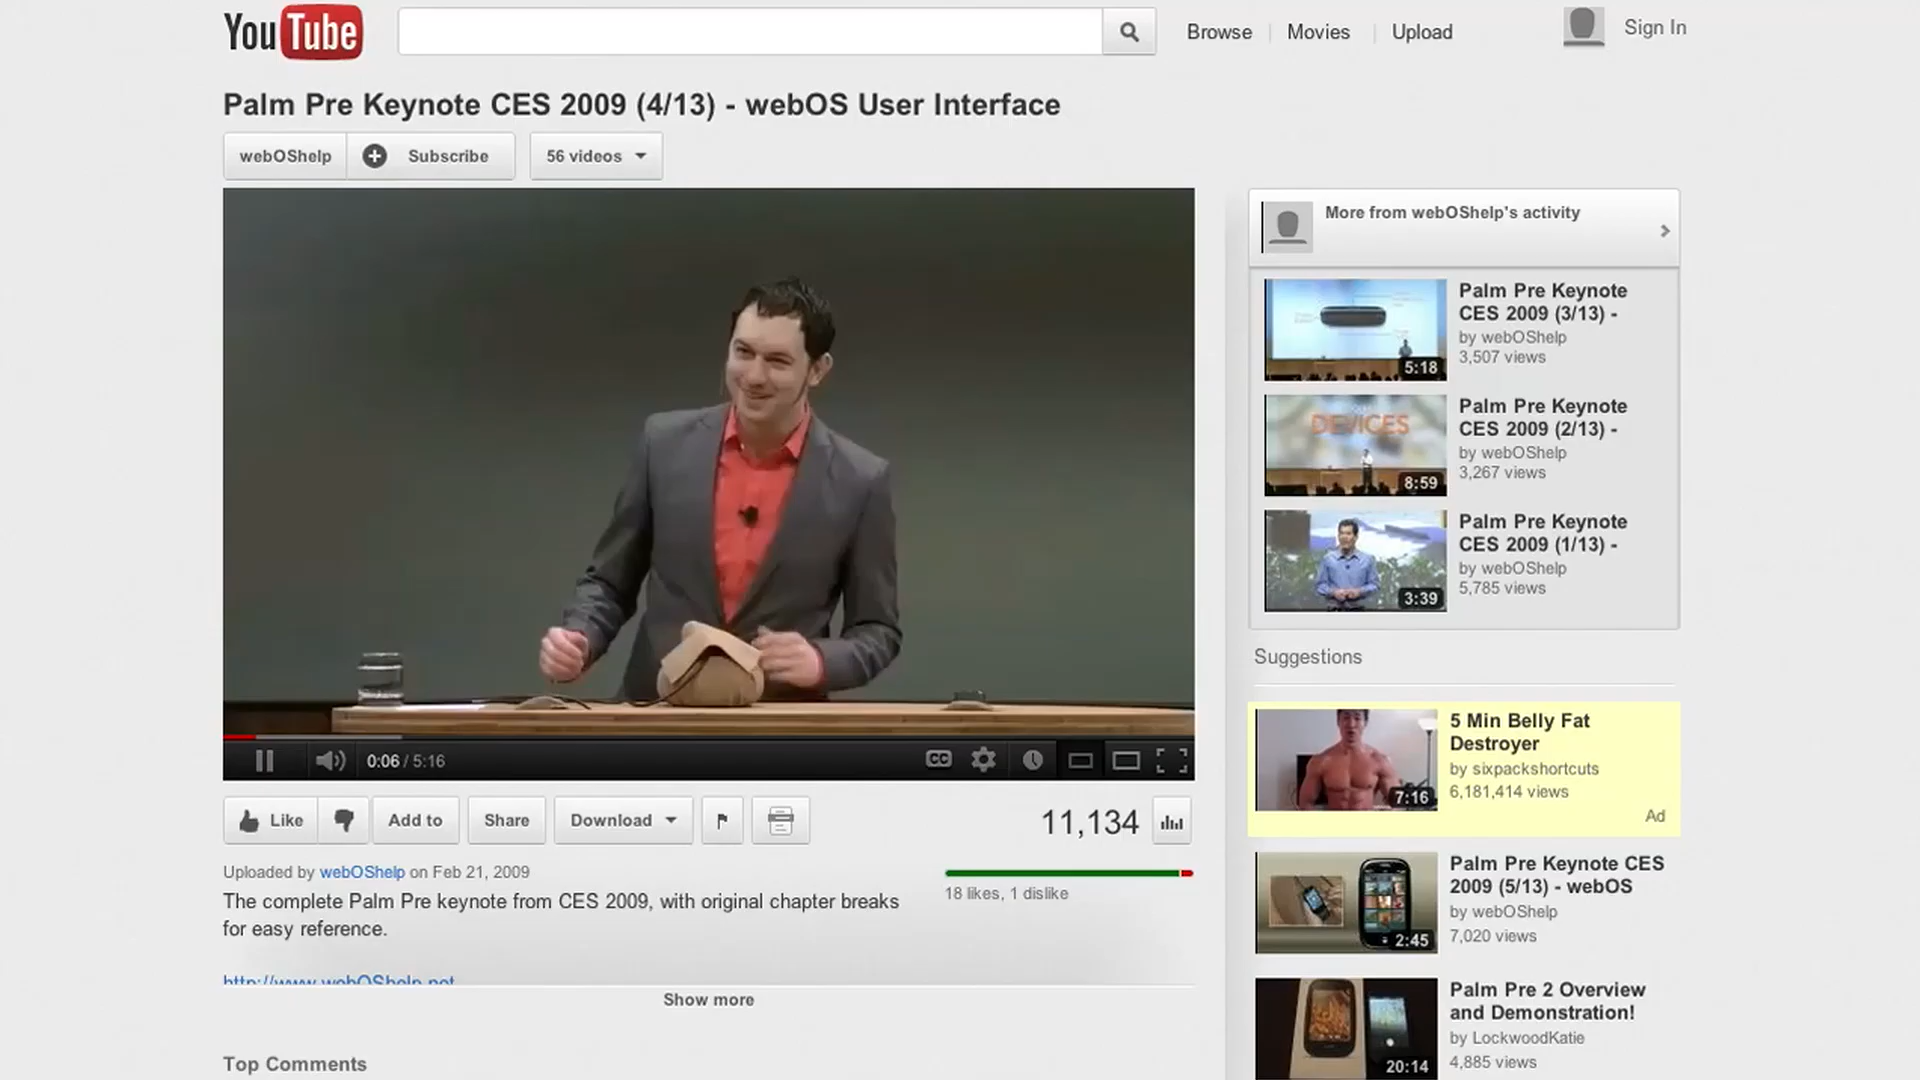 YouTube
Browse
Movies
Upload
Sign In
Palm Pre Keynote CES 2009 (4/13) - webOS User Interface
webOShelp
Subscribe
56 videos
More from webOShelp's activity
Palm Pre Keynote
CES 2009 (3/13) -
by webOShelp
3,507 views
5:18
DEVICES
Palm Pre Keynote
CES 2009 (2/13) -
by webOShelp
3,267 views
8:59
Palm Pre Keynote
CES 2009 (1/13) -
by webOShelp
5,785 views
3:39
Suggestions
5 Min Belly Fat
Destroyer
by sixpackshortcuts
6,181,414 views
7:16
Ad
Palm Pre Keynote CES
2009 (5/13) - webOS
by webOShelp
7,020 views
2:45
Palm Pre 2 Overview
and Demonstration!
by LockwoodKatie
4,885 views
20:14
0:06 / 5:16
CC
Like
Add to
Share
Download
11,134
Uploaded by webOShelp on Feb 21, 2009
18 likes, 1 dislike
The complete Palm Pre keynote from CES 2009, with original chapter breaks
for easy reference.
http://www.webOShelp.net
Show more
Top Comments